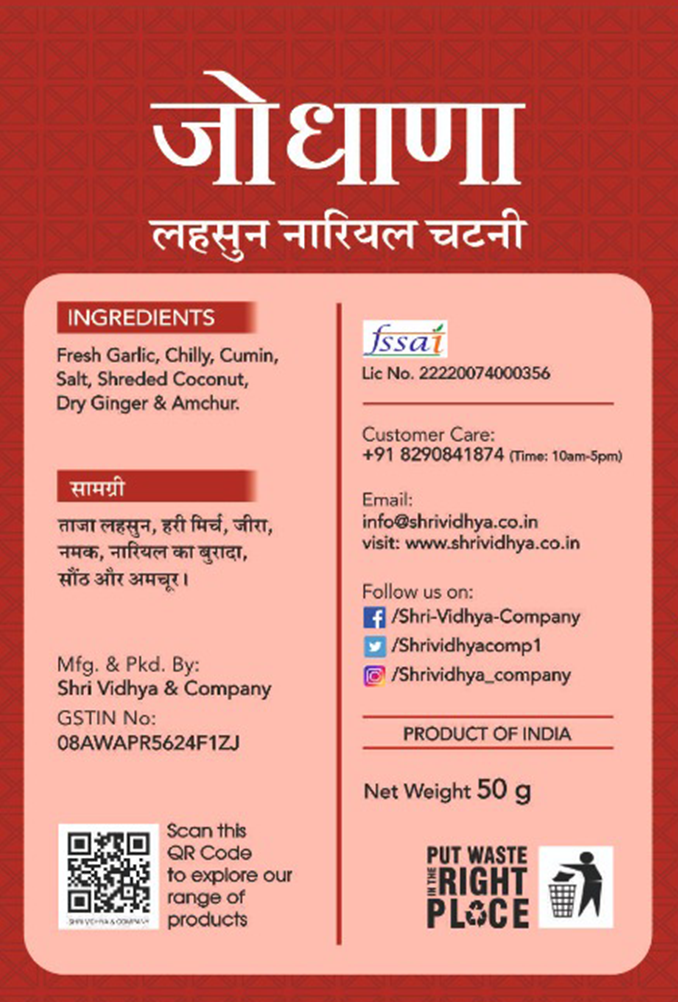 जोधाणा
लहसुन नारियल चटनी
INGREDIENTS
Fresh Garlic, Chilly, Cumin,
Salt, Shreded Coconut,
Dry Ginger & Amchur.
सामग्री
ताजा लहसुन, हरी मिर्च, जीरा,
नमक, नारियल का बुरादा,
सौंठ और अमचूर।
Mfg. & Pkd. By:
Shri Vidhya & Company
GSTIN No:
08AWAPR5624F1ZJ
SHRI VIDHYA & COMPANY
Scan this
QR Code
to explore our
range of
products
fssai
Lic No. 22220074000356
Customer Care:
+91 8290841874 (Time: 10am-5pm)
Email:
info@shrividhya.co.in
visit: www.shrividhya.co.in
Follow us on:
/Shri-Vidhya-Company
/Shrividhyacomp1
/Shrividhya_company
PRODUCT OF INDIA
Net Weight 50 g
PUT WASTE
IN THE RIGHT
PLACE